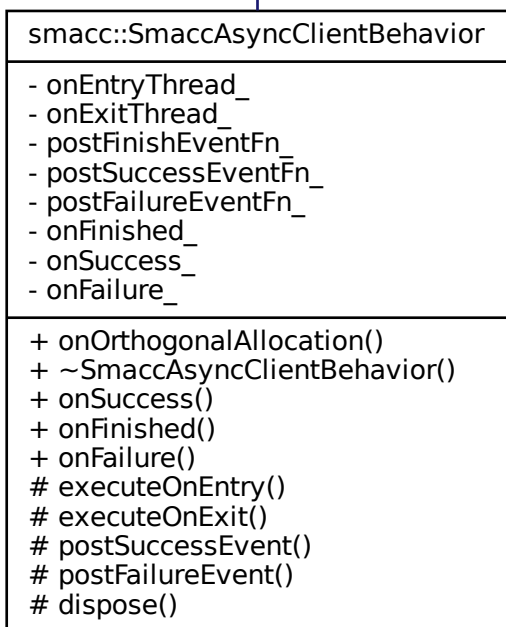 smacc::SmaccAsyncClientBehavior
- onEntryThread_
- onExitThread_
- postFinishEventFn_
- postSuccessEventFn_
- postFailureEventFn_
- onFinished_
- onSuccess_
- onFailure_
+ onOrthogonalAllocation()
+ ~SmaccAsyncClientBehavior()
+ onSuccess()
+ onFinished()
+ onFailure()
# executeOnEntry()
# executeOnExit()
# postSuccessEvent()
# postFailureEvent()
# dispose()